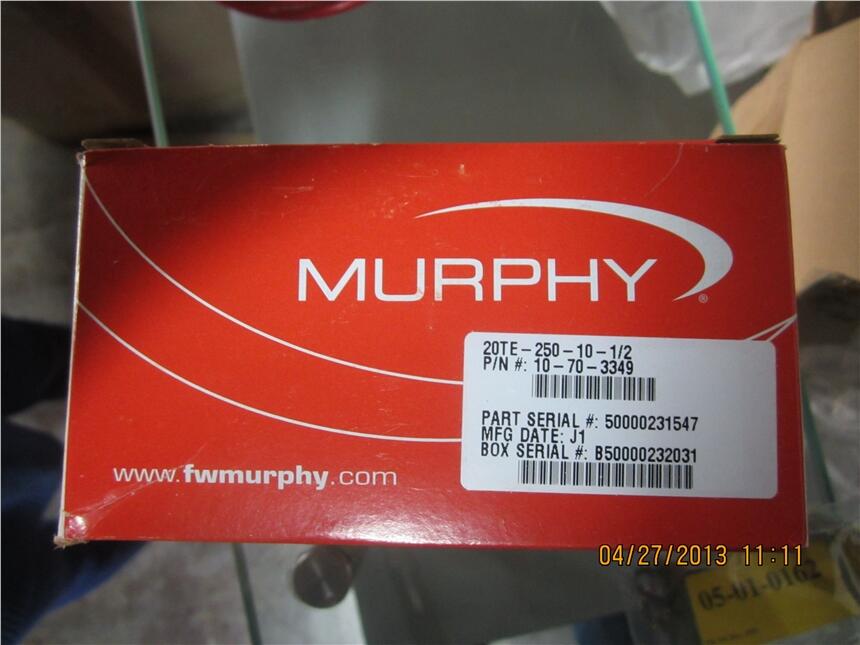 MURPHY
®
20TE-250-10-1/2
P/N #: 10-70-3349
PART SERIAL #: 50000231547
MFG DATE: J1
BOX SERIAL #: B50000232031
www.fwmurphy.com
04/27/2013 11:11
05-01-0162